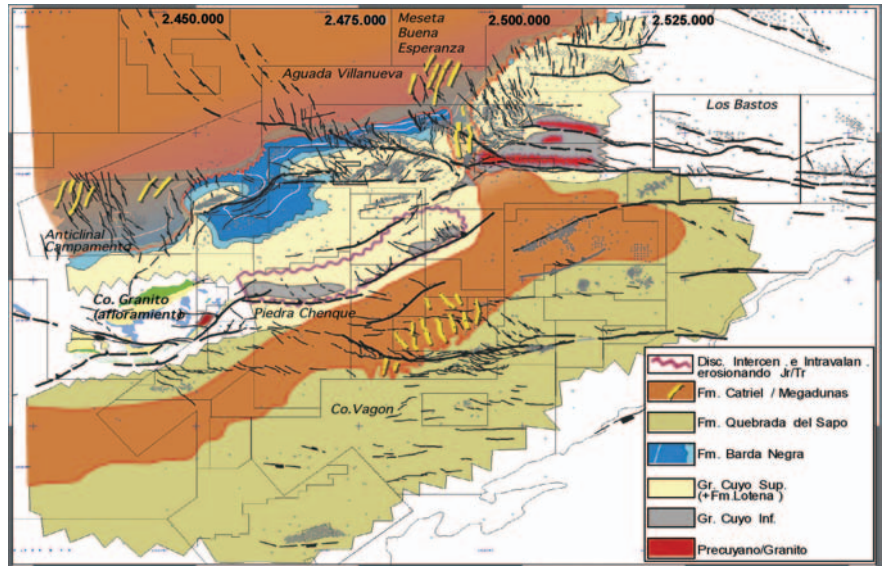 2.450.000
2.475.000
Meseta
Buena
Esperanza
2.500.000
2.525.000
Aguada Villanueva
Los Bastos
Anticlinal
Campamento
Co. Granito
(afloramiento)
Piedra Chenque
Co.Vagon
Disc. Intercen . e Intravalan .
erosionando Jr/Tr
Fm. Catriel / Megadunas
Fm. Quebrada del Sapo
Fm. Barda Negra
Gr. Cuyo Sup.
(+Fm.Lotena )
Gr. Cuyo Inf.
Precuyano/Granito